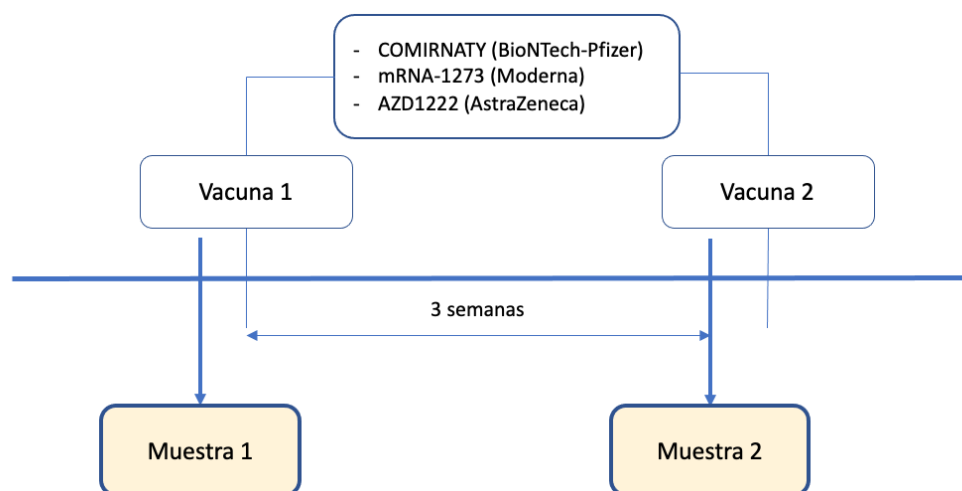 - COMIRNATY (BioNTech-Pfizer)
- mRNA-1273 (Moderna)
- AZD1222 (AstraZeneca)
Vacuna 1
Vacuna 2
3 semanas
Muestra 1
Muestra 2